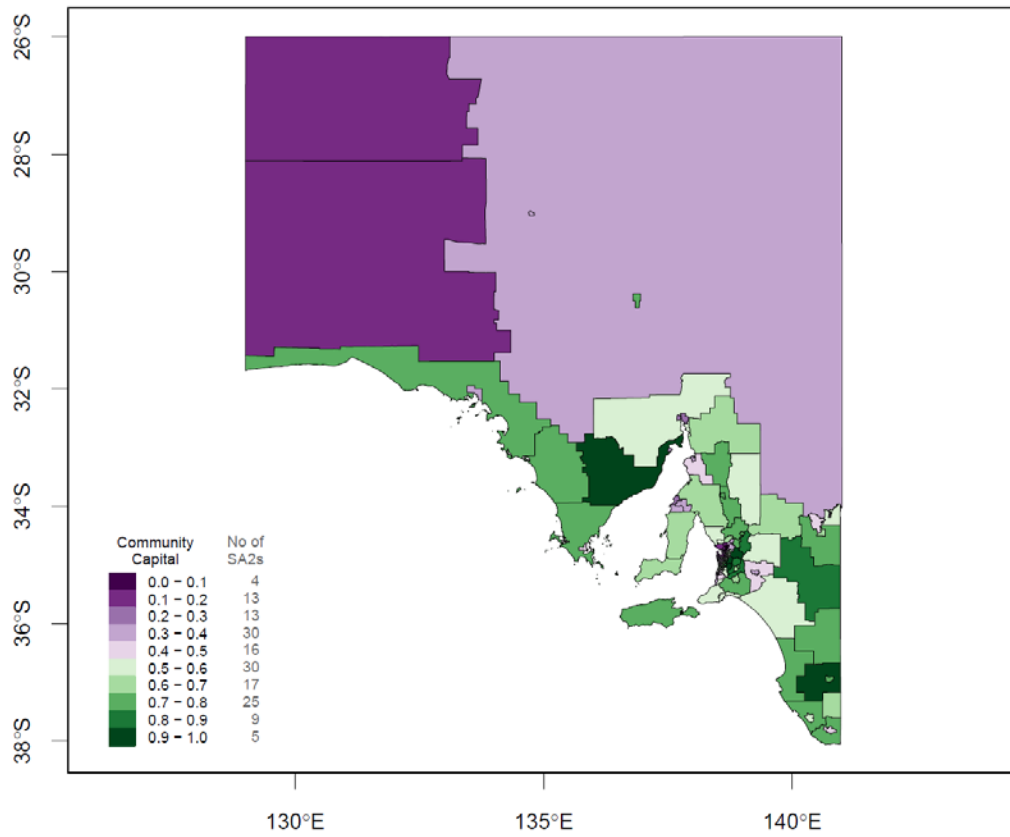 26°S
28°S
30°S
32°S
34°S
36°S
38°S
Community No of
Capital SA2s
0.0 – 0.1 4
0.1 – 0.2 13
0.2 – 0.3 13
0.3 – 0.4 30
0.4 – 0.5 16
0.5 – 0.6 30
0.6 – 0.7 17
0.7 – 0.8 25
0.8 – 0.9 9
0.9 – 1.0 5
130°E 135°E 140°E